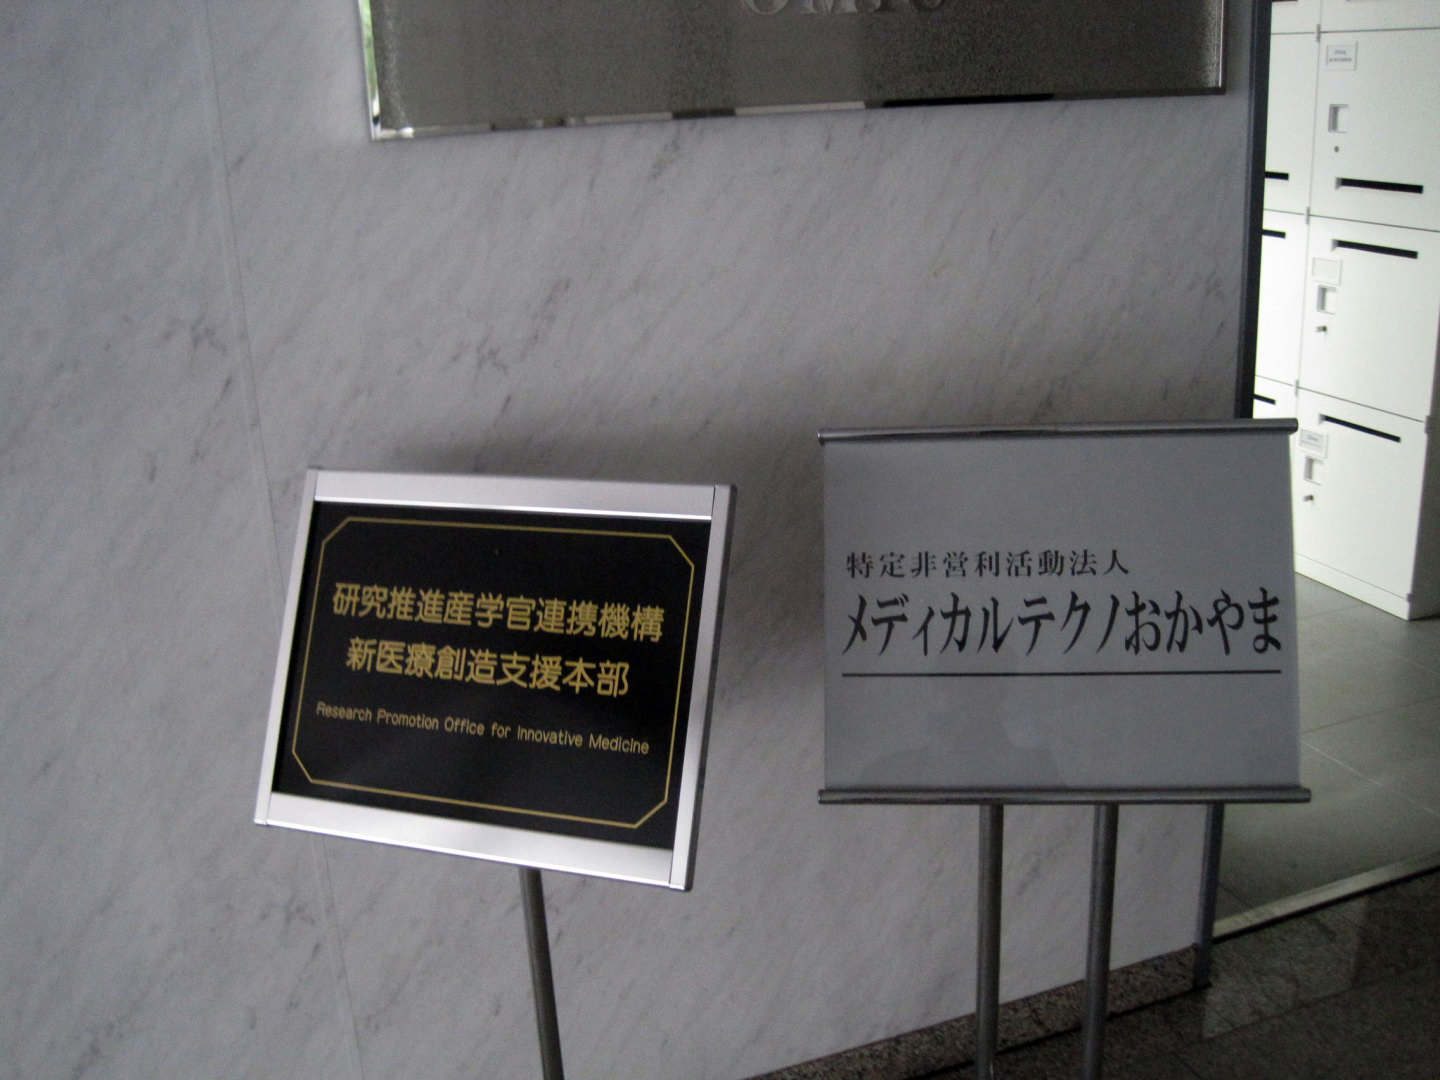 研究推進産学官連携機構
新医療創造支援本部
Research Promotion Office for Innovative Medicine
特定非営利活動法人
メディカルテクノおかやま